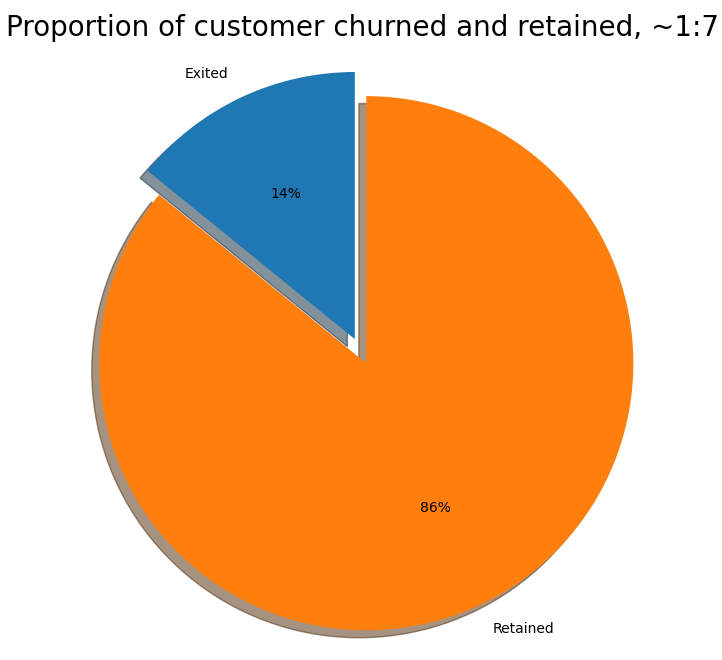 Proportion of customer churned and retained, ~1:7
Exited
14%
86%
Retained